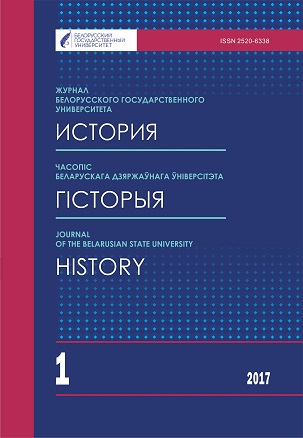 БЕЛОРУССКИЙ
ГОСУДАРСТВЕННЫЙ
УНИВЕРСИТЕТ
ISSN 2520-6338
ЖУРНАЛ
БЕЛОРУССКОГО ГОСУДАРСТВЕННОГО
УНИВЕРСИТЕТА
ИСТОРИЯ
ЧАСОПІС
БЕЛАРУСКАГА ДЗЯРЖАЎНАГА ЎНІВЕРСІТЭТА
ГІСТОРЫЯ
JOURNAL
OF THE BELARUSIAN STATE UNIVERSITY
HISTORY
1
2017